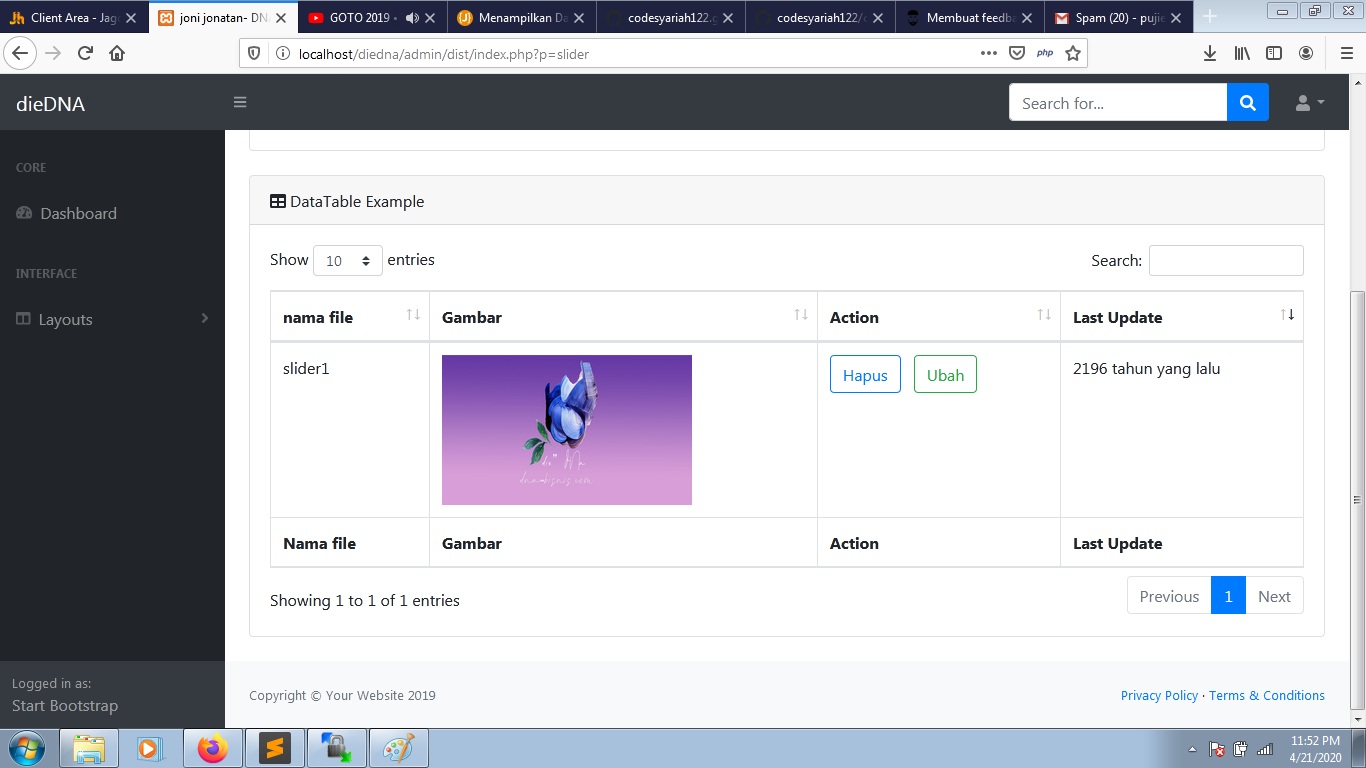 Client Area - Jago
joni jonatan- DNA
GOTO 2019 •
Menampilkan Da
codesyariah122.g
codesyariah122/c
Membuat feedba
Spam (20) - pujie
localhost/diedna/admin/dist/index.php?p=slider
php
dieDNA
Search for...
CORE
Dashboard
INTERFACE
Layouts
DataTable Example
Show 10 entries
Search:
nama file Gambar Action Last Update
slider1 Hapus Ubah 2196 tahun yang lalu
Nama file Gambar Action Last Update
Showing 1 to 1 of 1 entries
Previous 1 Next
Logged in as:
Start Bootstrap
Copyright © Your Website 2019
Privacy Policy · Terms & Conditions
11:52 PM
4/21/2020